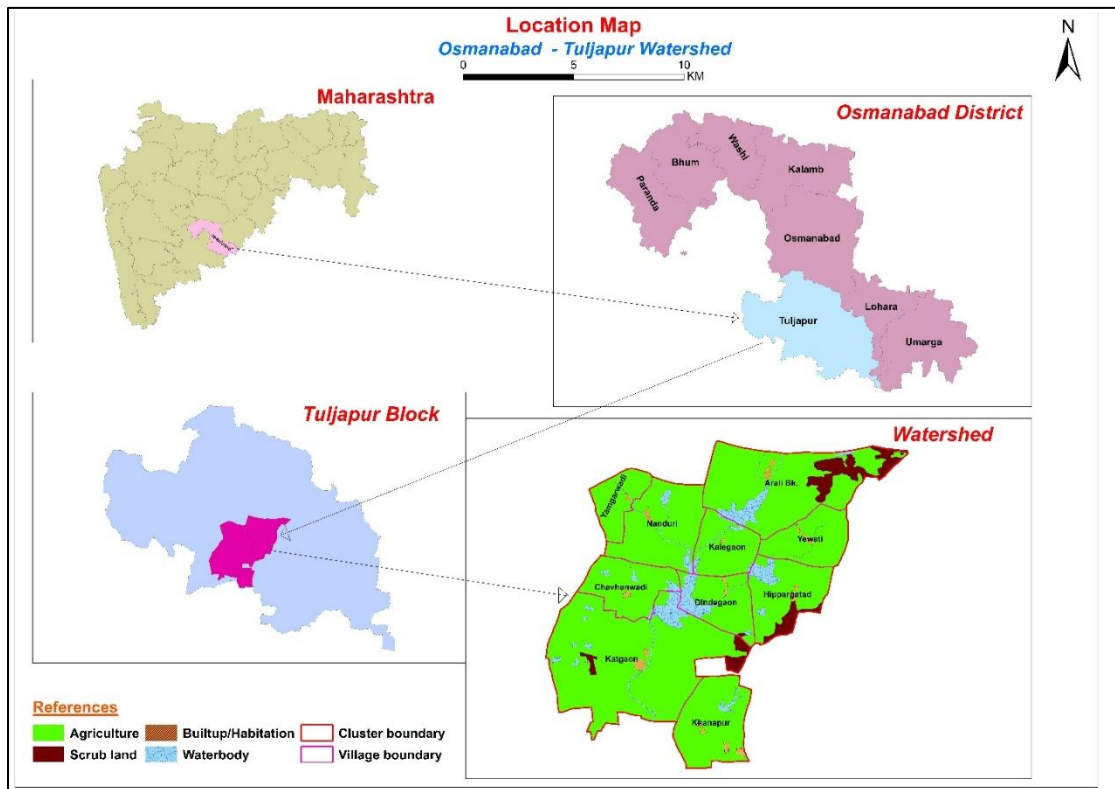 Location Map
Osmanabad - Tuljapur Watershed
N
0 5 10
KM
Maharashtra
Osmanabad District
Paranda
Bhum
Washi
Kalamb
Osmanabad
Tuljapur
Lohara
Umarga
Tuljapur Block
Watershed
Yamgarwadi
Nanduri
Arali Bk.
Kalegaon
Yewati
Chavhanwadi
Dindegaon
Hippargatad
Katgaon
Khanapur
References
Agriculture
Builtup/Habitation
Cluster boundary
Scrub land
Waterbody
Village boundary